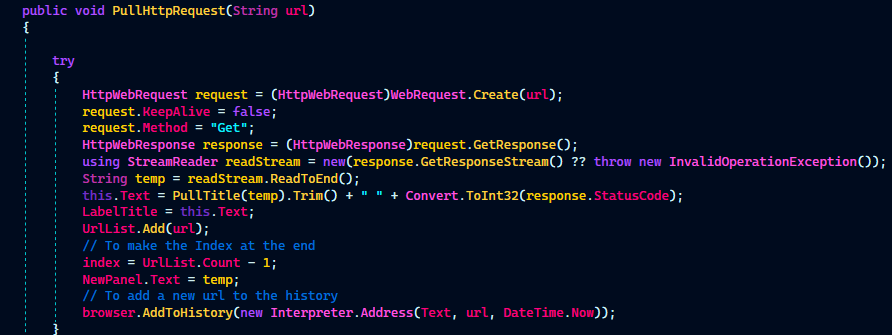 public void PullHttpRequest(String url)
{
try
{
HttpWebRequest request = (HttpWebRequest)WebRequest.Create(url);
request.KeepAlive = false;
request.Method = "Get";
HttpWebResponse response = (HttpWebResponse)request.GetResponse();
using StreamReader readStream = new(response.GetResponseStream() ?? throw new InvalidOperationException());
String temp = readStream.ReadToEnd();
this.Text = PullTitle(temp).Trim() + " " + Convert.ToInt32(response.StatusCode);
LabelTitle = this.Text;
UrlList.Add(url);
// To make the Index at the end
index = UrlList.Count - 1;
NewPanel.Text = temp;
// To add a new url to the history
browser.AddToHistory(new Interpreter.Address(Text, url, DateTime.Now));
}